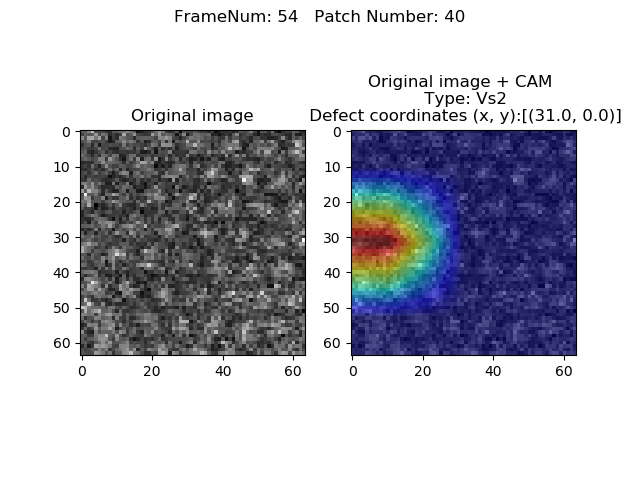 FrameNum: 54   Patch Number: 40
Original image
0
10
20
30
40
50
60
0 20 40 60
Original image + CAM
Type: Vs2
Defect coordinates (x, y):[(31.0, 0.0)]
0
10
20
30
40
50
60
0 20 40 60